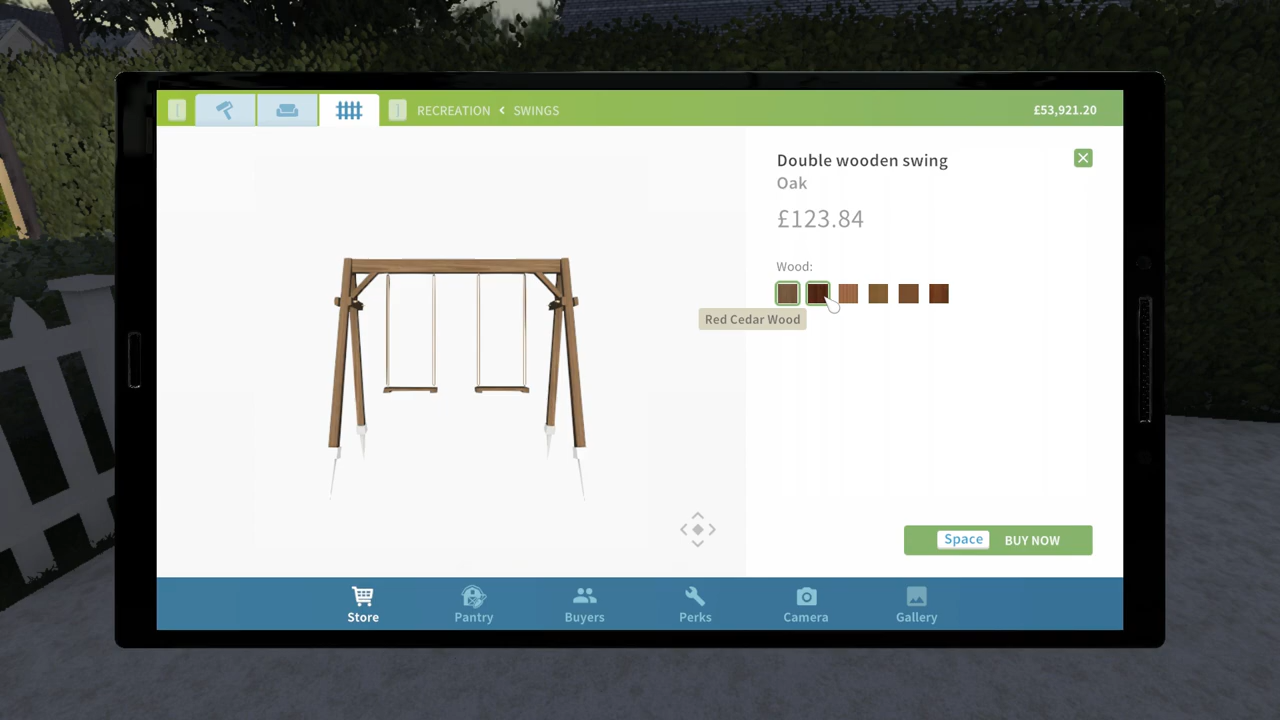 RECREATION < SWINGS
£53,921.20
Double wooden swing
Oak
£123.84
Wood:
Red Cedar Wood
Space BUY NOW
Store
Pantry
Buyers
Perks
Camera
Gallery